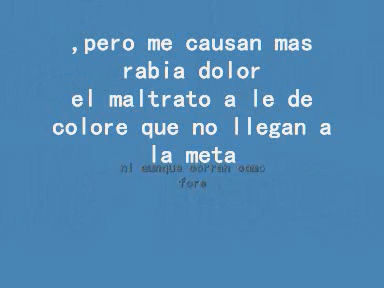 ,pero me causan mas
rabia dolor
el maltrato a le de
colore que no llegan a
la meta
ni aunque corran como
fore